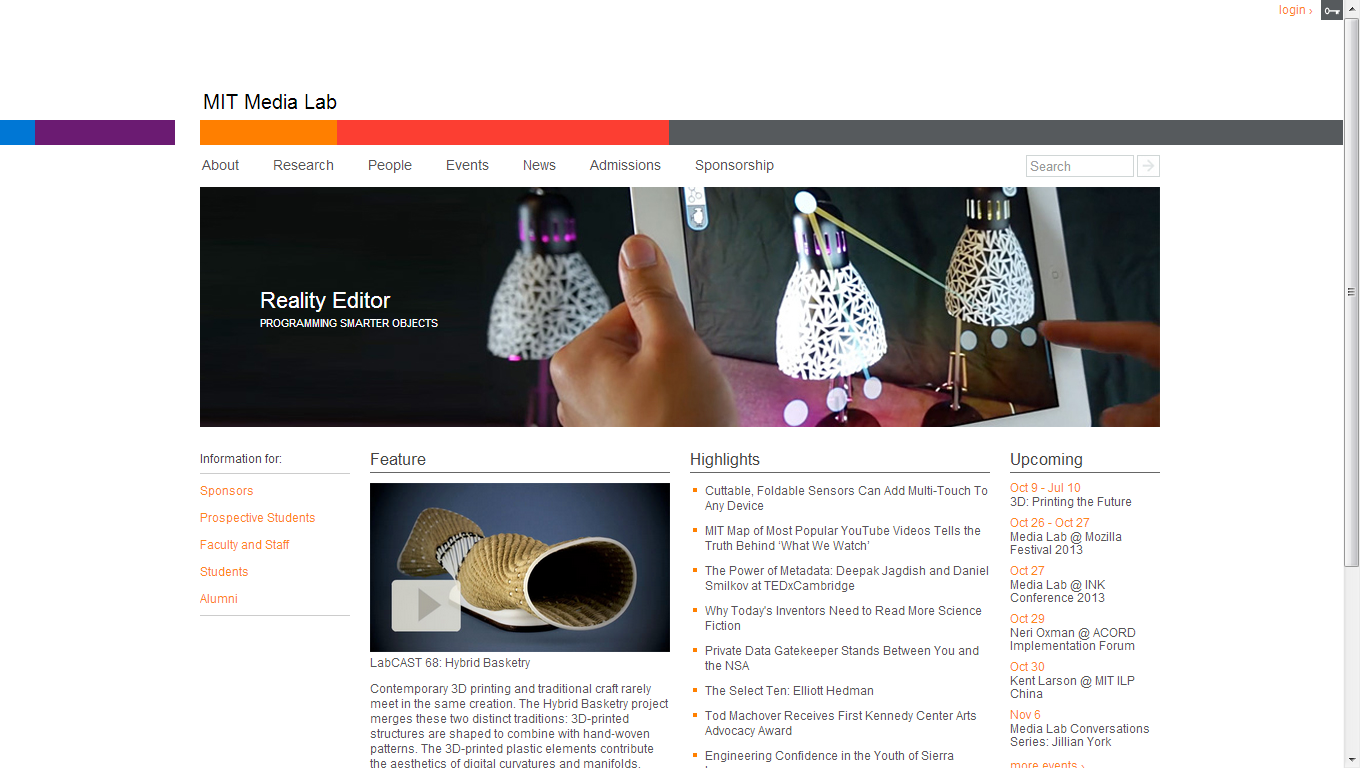 login ›
MIT Media Lab
About
Research
People
Events
News
Admissions
Sponsorship
Search
Reality Editor
PROGRAMMING SMARTER OBJECTS
Information for:
Sponsors
Prospective Students
Faculty and Staff
Students
Alumni
Feature
LabCAST 68: Hybrid Basketry
Contemporary 3D printing and traditional craft rarely
meet in the same creation. The Hybrid Basketry project
merges these two distinct traditions: 3D-printed
structures are shaped to combine with hand-woven
patterns. The 3D-printed plastic elements contribute
the aesthetics of digital curvatures and manifolds.
Highlights
Cuttable, Foldable Sensors Can Add Multi-Touch To
Any Device
MIT Map of Most Popular YouTube Videos Tells the
Truth Behind ‘What We Watch’
The Power of Metadata: Deepak Jagdish and Daniel
Smilkov at TEDxCambridge
Why Today's Inventors Need to Read More Science
Fiction
Private Data Gatekeeper Stands Between You and
the NSA
The Select Ten: Elliott Hedman
Tod Machover Receives First Kennedy Center Arts
Advocacy Award
Engineering Confidence in the Youth of Sierra
Upcoming
Oct 9 - Jul 10
3D: Printing the Future
Oct 26 - Oct 27
Media Lab @ Mozilla
Festival 2013
Oct 27
Media Lab @ INK
Conference 2013
Oct 29
Neri Oxman @ ACORD
Implementation Forum
Oct 30
Kent Larson @ MIT ILP
China
Nov 6
Media Lab Conversations
Series: Jillian York
more events ›